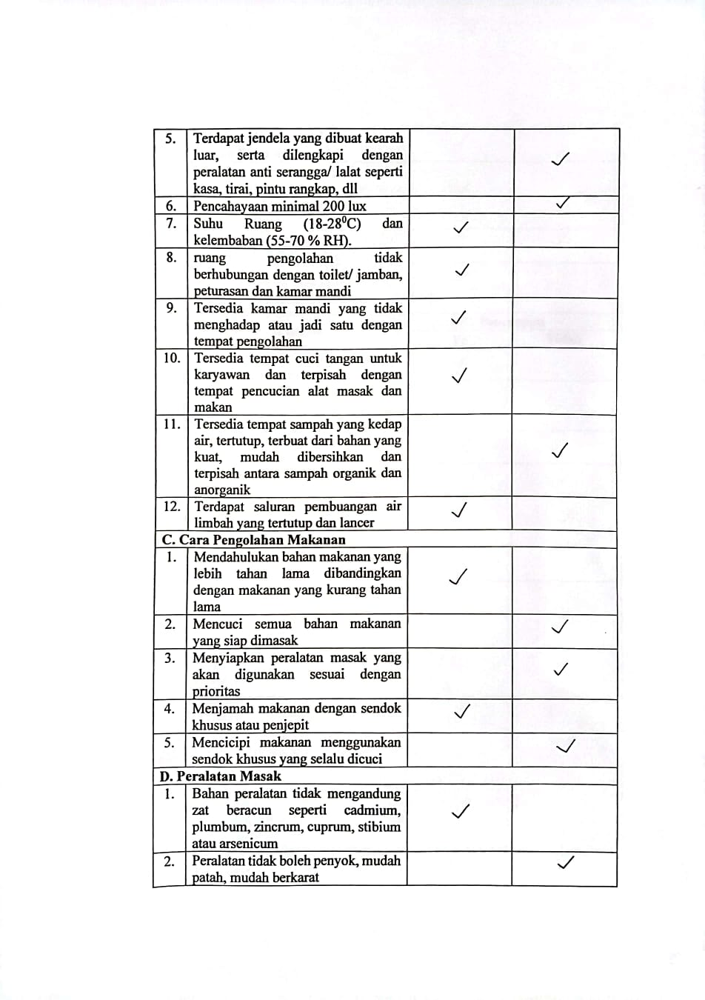 5. Terdapat jendela yang dibuat kearah
luar, serta dilengkapi dengan
peralatan anti serangga/ lalat seperti
kasa, tirai, pintu rangkap, dll ✓
6. Pencahayaan minimal 200 lux ✓
7. Suhu Ruang (18-28⁰C) dan
kelembaban (55-70 % RH). ✓
8. ruang pengolahan tidak
berhubungan dengan toilet/ jamban,
peturasan dan kamar mandi ✓
9. Tersedia kamar mandi yang tidak
menghadap atau jadi satu dengan
tempat pengolahan ✓
10. Tersedia tempat cuci tangan untuk
karyawan dan terpisah dengan
tempat pencucian alat masak dan
makan ✓
11. Tersedia tempat sampah yang kedap
air, tertutup, terbuat dari bahan yang
kuat, mudah dibersihkan dan
terpisah antara sampah organik dan
anorganik ✓
12. Terdapat saluran pembuangan air
limbah yang tertutup dan lancer ✓
C. Cara Pengolahan Makanan
1. Mendahulukan bahan makanan yang
lebih tahan lama dibandingkan
dengan makanan yang kurang tahan
lama ✓
2. Mencuci semua bahan makanan
yang siap dimasak ✓
3. Menyiapkan peralatan masak yang
akan digunakan sesuai dengan
prioritas ✓
4. Menjamah makanan dengan sendok
khusus atau penjepit ✓
5. Mencicipi makanan menggunakan
sendok khusus yang selalu dicuci ✓
D. Peralatan Masak
1. Bahan peralatan tidak mengandung
zat beracun seperti cadmium,
plumbum, zincrum, cuprum, stibium
atau arsenicum ✓
2. Peralatan tidak boleh penyok, mudah
patah, mudah berkarat ✓